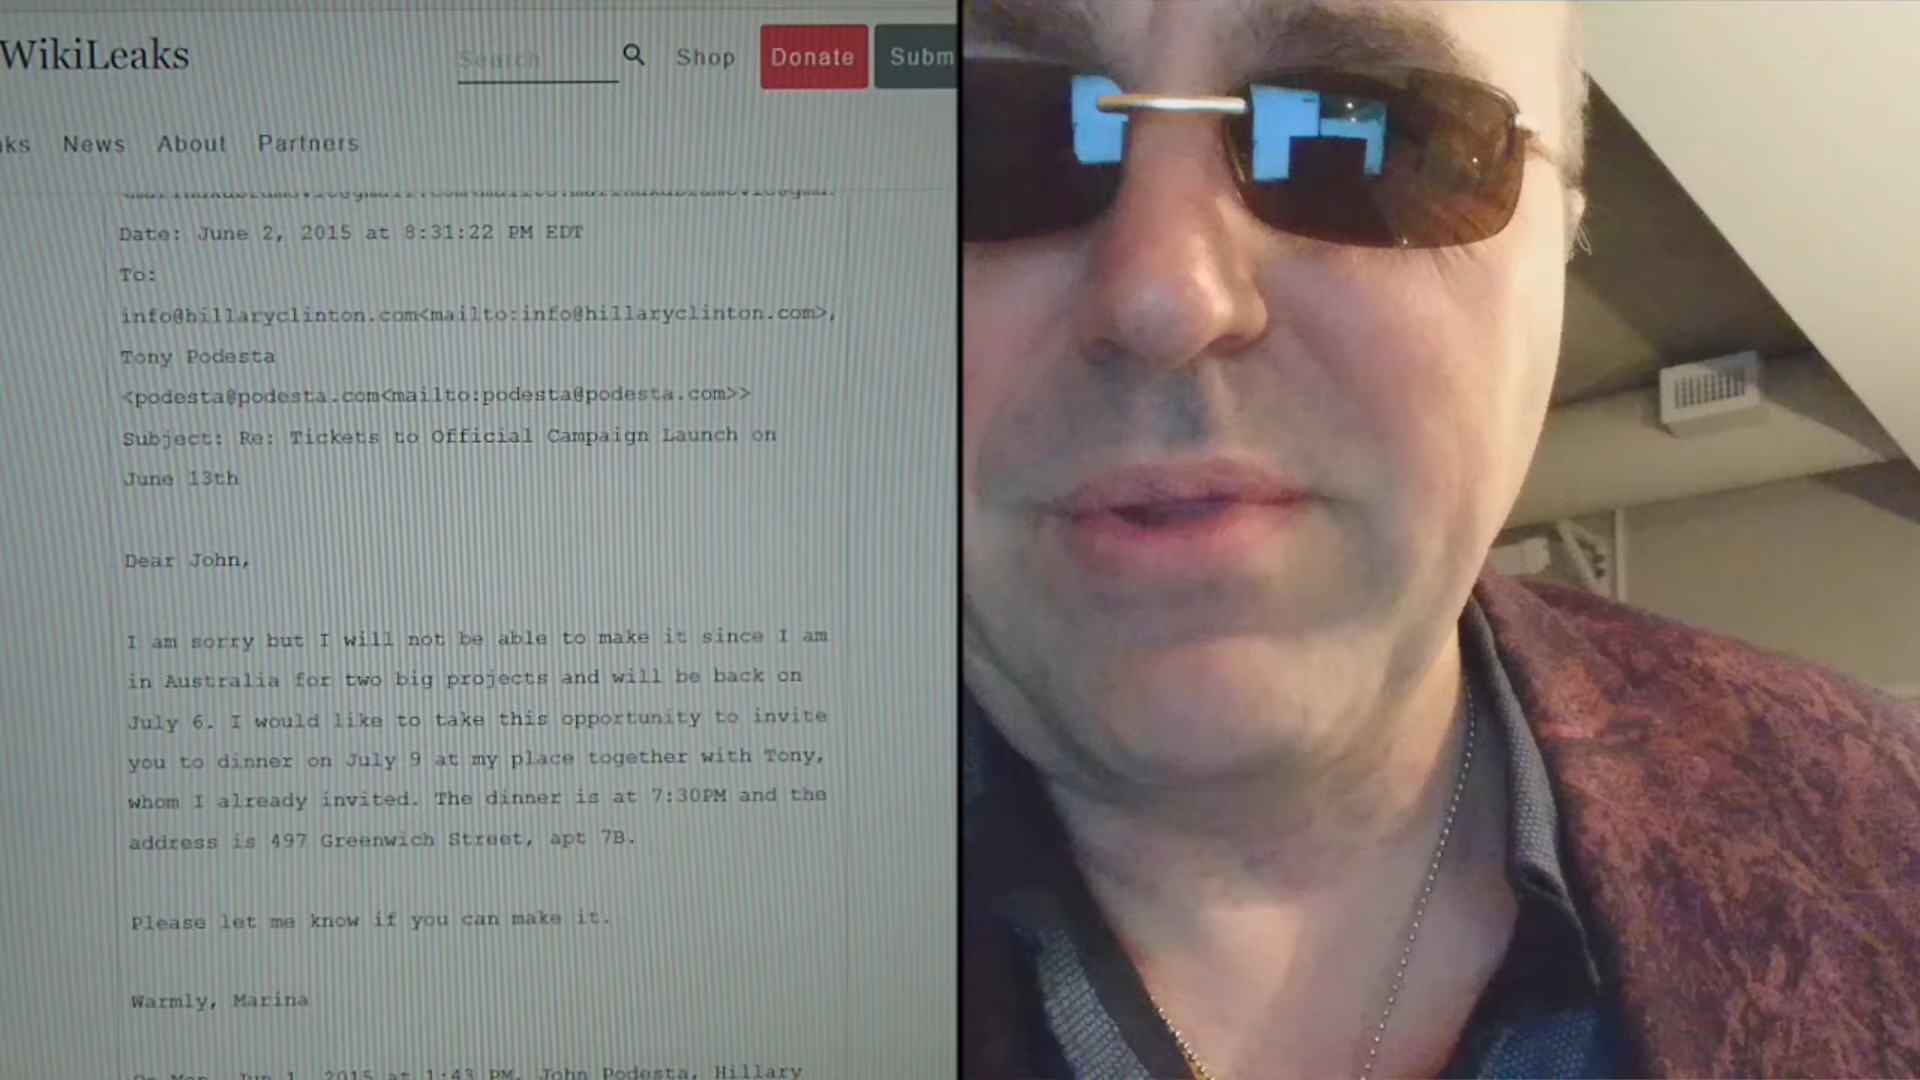 WikiLeaks
Search
Shop
Donate
Subm
ks
News
About
Partners
Date: June 2, 2015 at 8:31:22 PM EDT
To:
info@hillaryclinton.com<mailto:info@hillaryclinton.com>,
Tony Podesta
<podesta@podesta.com<mailto:podesta@podesta.com>>
Subject: Re: Tickets to Official Campaign Launch on
June 13th
Dear John,
I am sorry but I will not be able to make it since I am
in Australia for two big projects and will be back on
July 6. I would like to take this opportunity to invite
you to dinner on July 9 at my place together with Tony,
whom I already invited. The dinner is at 7:30PM and the
address is 497 Greenwich Street, apt 7B.
Please let me know if you can make it.
Warmly, Marina
On Mon, Jun 1, 2015 at 1:43 PM, John Podesta, Hillary